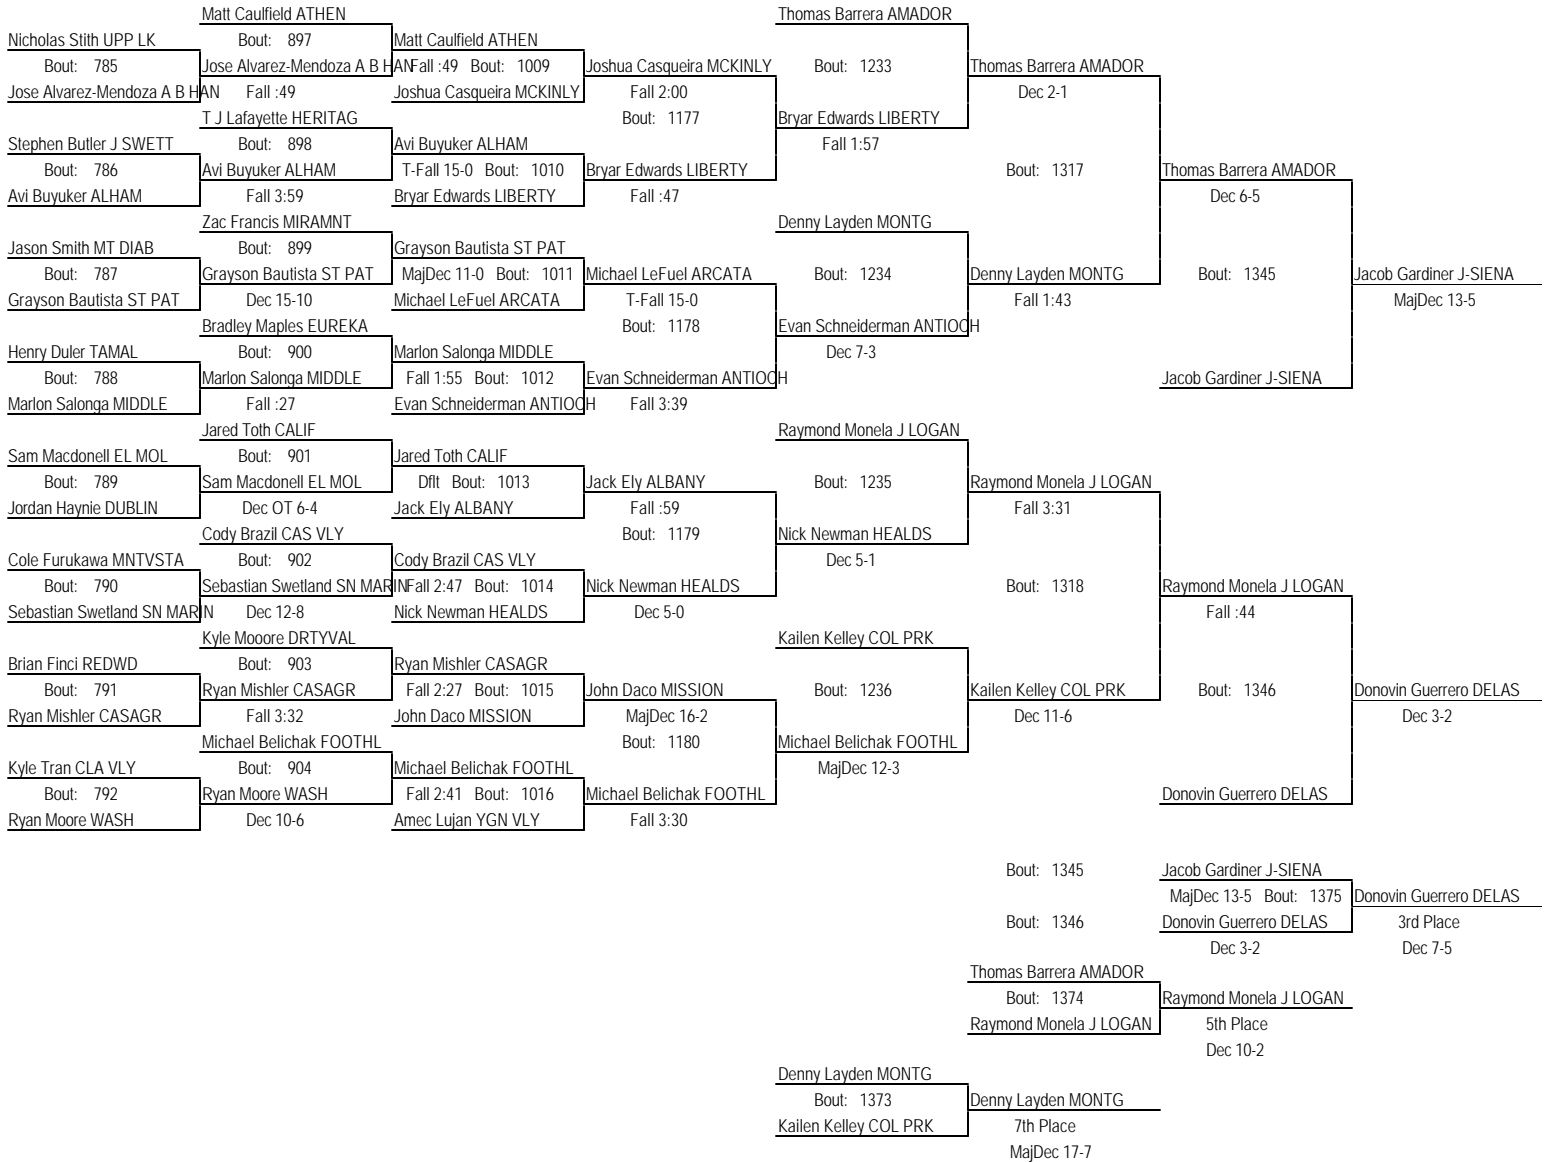 Matt Caulfield ATHEN Thomas Barrera AMADOR
Nicholas Stith UPP LK Bout: 897 Matt Caulfield ATHEN
Bout: 785 Jose Alvarez-Mendoza A B HAN Fall :49 Bout: 1009 Joshua Casqueira MCKINLY Bout: 1233 Thomas Barrera AMADOR
Jose Alvarez-Mendoza A B HAN Fall :49 Joshua Casqueira MCKINLY Fall 2:00 Dec 2-1
T J Lafayette HERITAG Bout: 1177 Bryar Edwards LIBERTY
Stephen Butler J SWETT Bout: 898 Avi Buyuker ALHAM Fall 1:57
Bout: 786 Avi Buyuker ALHAM T-Fall 15-0 Bout: 1010 Bryar Edwards LIBERTY Bout: 1317 Thomas Barrera AMADOR
Avi Buyuker ALHAM Fall 3:59 Bryar Edwards LIBERTY Fall :47 Dec 6-5
Zac Francis MIRAMNT Denny Layden MONTG
Jason Smith MT DIAB Bout: 899 Grayson Bautista ST PAT
Bout: 787 Grayson Bautista ST PAT MajDec 11-0 Bout: 1011 Michael LeFuel ARCATA Bout: 1234 Denny Layden MONTG Bout: 1345 Jacob Gardiner J-SIENA
Grayson Bautista ST PAT Dec 15-10 Michael LeFuel ARCATA T-Fall 15-0 Fall 1:43 MajDec 13-5
Bradley Maples EUREKA Bout: 1178 Evan Schneiderman ANTIOCH
Henry Duler TAMAL Bout: 900 Marlon Salonga MIDDLE Dec 7-3
Bout: 788 Marlon Salonga MIDDLE Fall 1:55 Bout: 1012 Evan Schneiderman ANTIOCH Jacob Gardiner J-SIENA
Marlon Salonga MIDDLE Fall :27 Evan Schneiderman ANTIOCH Fall 3:39
Jared Toth CALIF Raymond Monela J LOGAN
Sam Macdonell EL MOL Bout: 901 Jared Toth CALIF
Bout: 789 Sam Macdonell EL MOL Dflt Bout: 1013 Jack Ely ALBANY Bout: 1235 Raymond Monela J LOGAN
Jordan Haynie DUBLIN Dec OT 6-4 Jack Ely ALBANY Fall :59 Fall 3:31
Cody Brazil CAS VLY Bout: 1179 Nick Newman HEALDS
Cole Furukawa MNTVSTA Bout: 902 Cody Brazil CAS VLY Dec 5-1
Bout: 790 Sebastian Swetland SN MARIN Fall 2:47 Bout: 1014 Nick Newman HEALDS Bout: 1318 Raymond Monela J LOGAN
Sebastian Swetland SN MARIN Dec 12-8 Nick Newman HEALDS Dec 5-0 Fall :44
Kyle Mooore DRTYVAL Kailen Kelley COL PRK
Brian Finci REDWD Bout: 903 Ryan Mishler CASAGR
Bout: 791 Ryan Mishler CASAGR Fall 2:27 Bout: 1015 John Daco MISSION Bout: 1236 Kailen Kelley COL PRK Bout: 1346 Donovin Guerrero DELAS
Ryan Mishler CASAGR Fall 3:32 John Daco MISSION MajDec 16-2 Dec 11-6 Dec 3-2
Michael Belichak FOOTHL Bout: 1180 Michael Belichak FOOTHL
Kyle Tran CLA VLY Bout: 904 Michael Belichak FOOTHL MajDec 12-3
Bout: 792 Ryan Moore WASH Fall 2:41 Bout: 1016 Michael Belichak FOOTHL Donovin Guerrero DELAS
Ryan Moore WASH Dec 10-6 Amec Lujan YGN VLY Fall 3:30
Bout: 1345 Jacob Gardiner J-SIENA
MajDec 13-5 Bout: 1375 Donovin Guerrero DELAS
Bout: 1346 Donovin Guerrero DELAS 3rd Place
Dec 3-2 Dec 7-5
Thomas Barrera AMADOR
Bout: 1374 Raymond Monela J LOGAN
Raymond Monela J LOGAN 5th Place
Dec 10-2
Denny Layden MONTG
Bout: 1373 Denny Layden MONTG
Kailen Kelley COL PRK 7th Place
MajDec 17-7